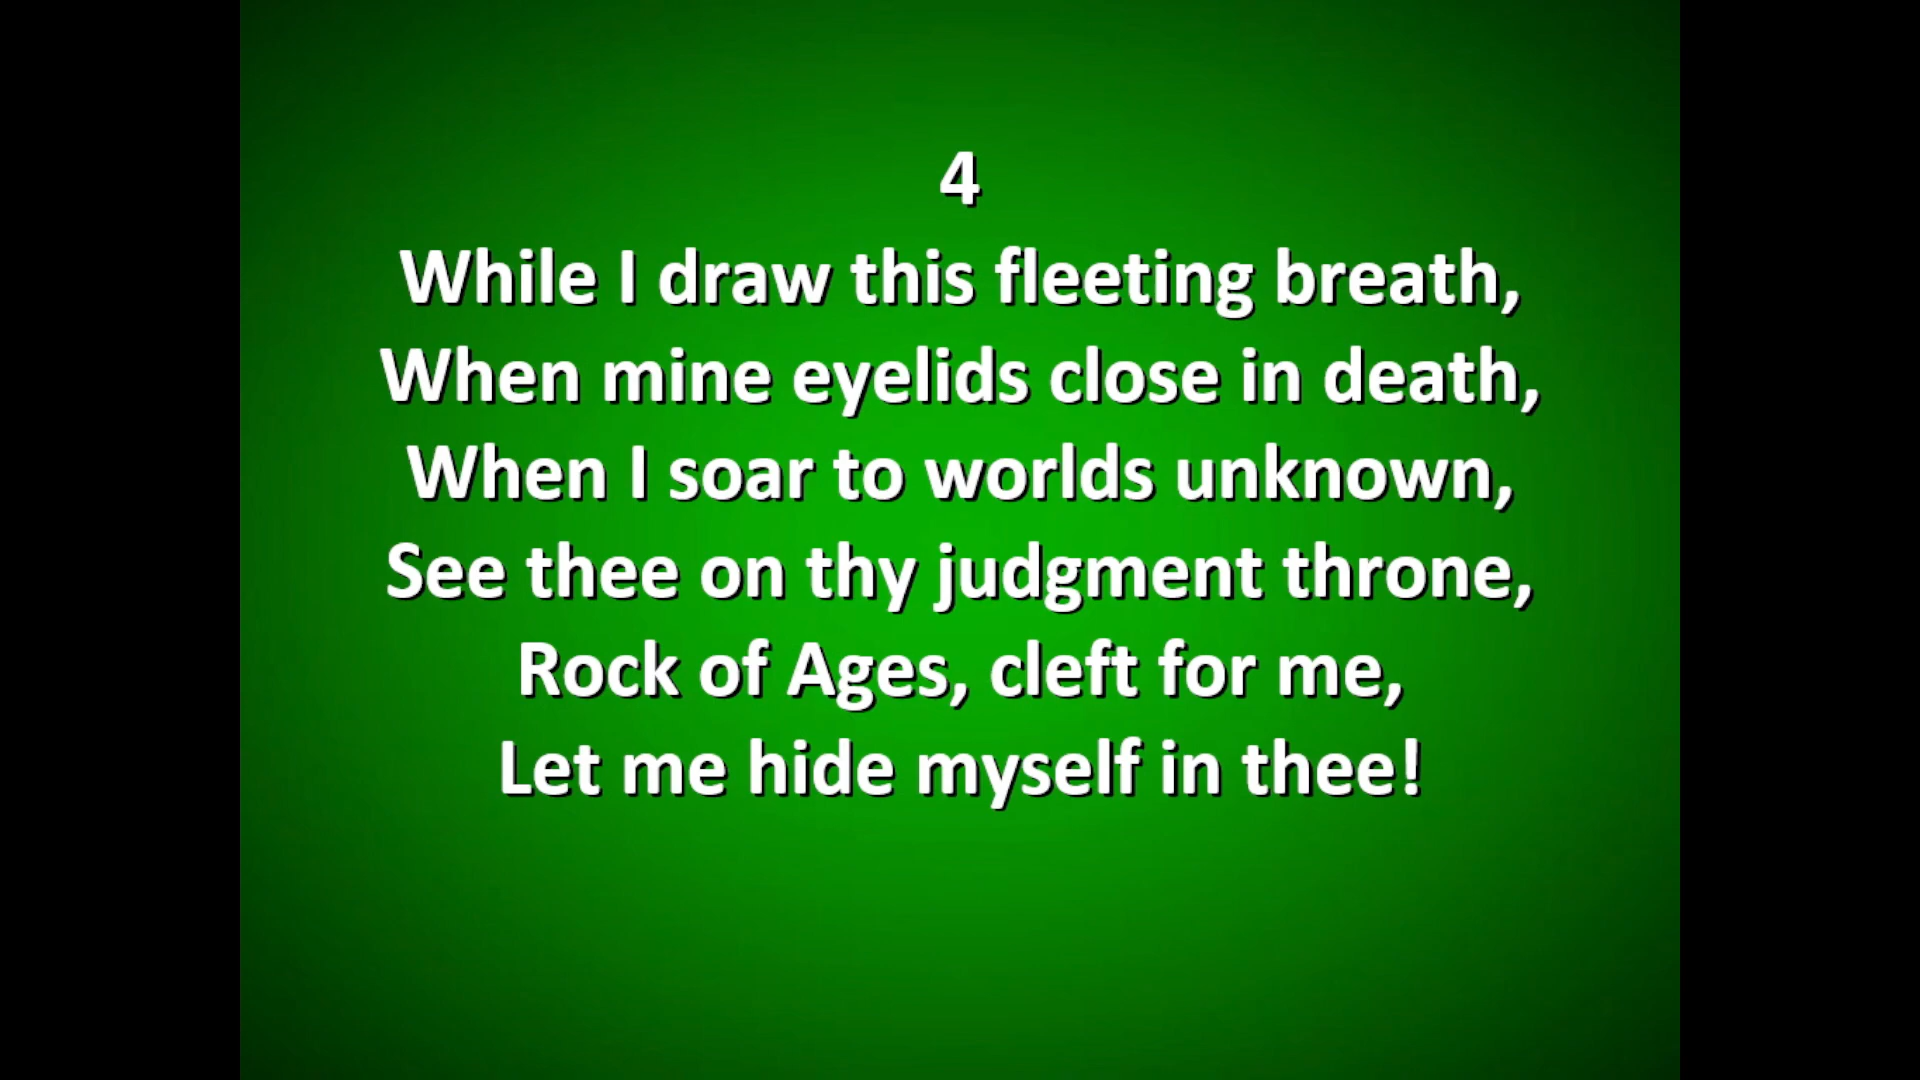 4
While I draw this fleeting breath,
When mine eyelids close in death,
When I soar to worlds unknown,
See thee on thy judgment throne,
Rock of Ages, cleft for me,
Let me hide myself in thee!